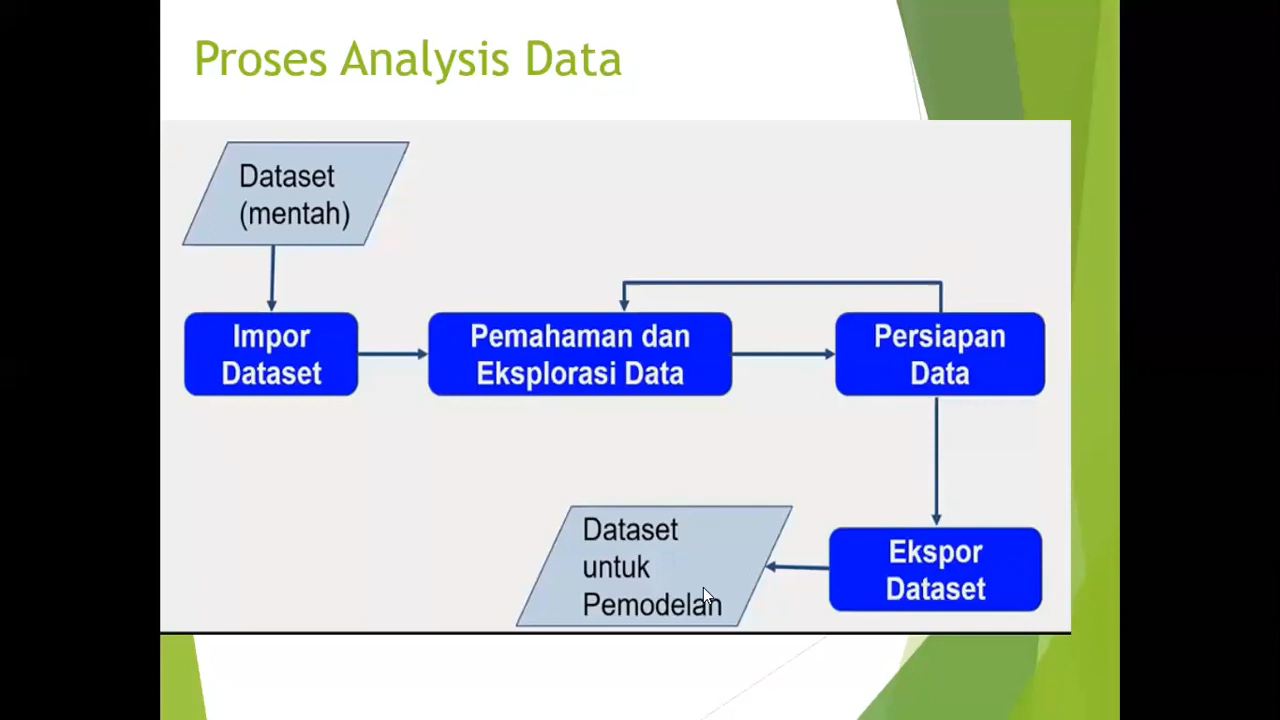 Proses Analysis Data
Dataset
(mentah)
Impor
Dataset
Pemahaman dan
Eksplorasi Data
Persiapan
Data
Ekspor
Dataset
Dataset
untuk
Pemodelan